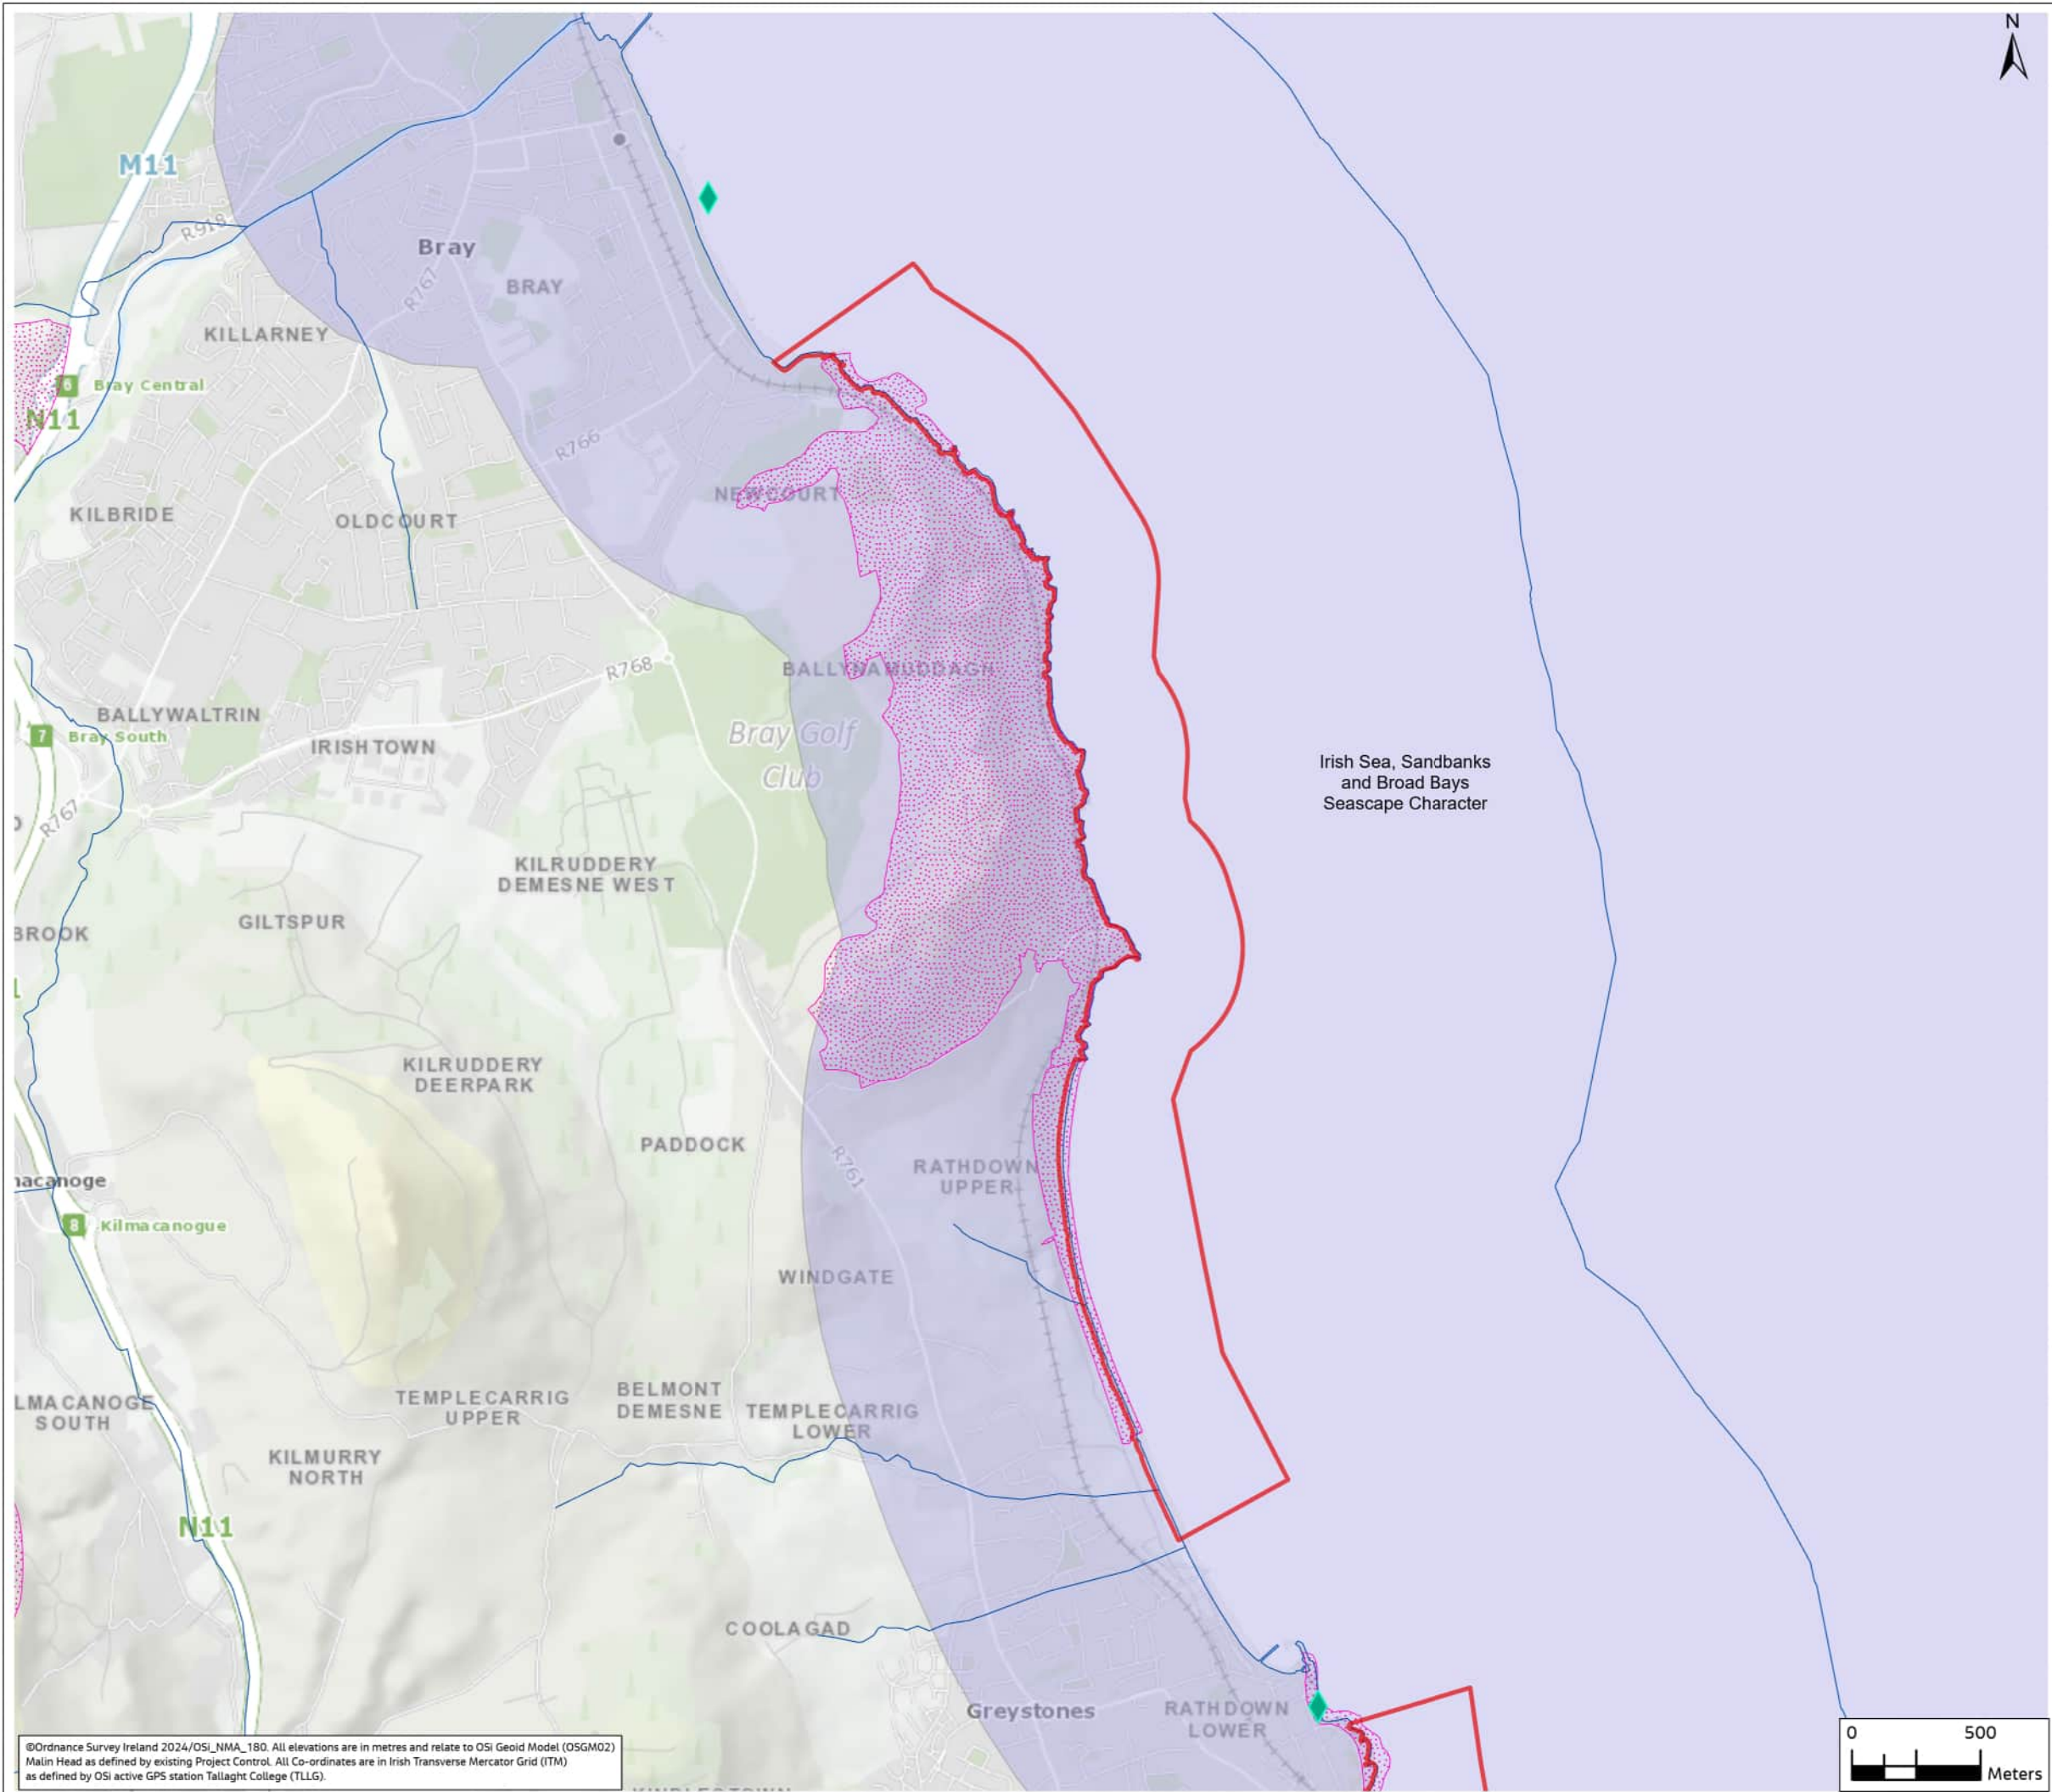 N
M11
R918
Bray
R767
BRAY
KILLARNEY
6 Bray Central
N11
R766
NEWCOURT
KILBRIDE
OLDCOURT
R768
BALLYNAMUDDAGH
BALLYWALTRIN
7 Bray South
IRISHTOWN
Bray Golf
Club
Irish Sea, Sandbanks
and Broad Bays
Seascape Character
R767
KILRUDDERY
DEMESNE WEST
GILTSPUR
BROOK
KILRUDDERY
DEERPARK
PADDOCK
R761
RATHDOWN
UPPER
nacanoge
8 Kilmacanogue
WINDGATE
LMACANOGE
SOUTH
TEMPLECARRIG
UPPER
BELMONT
DEMESNE
TEMPLECARRIG
LOWER
KILMURRY
NORTH
N11
COOLAGAD
Greystones
RATHDOWN
LOWER
©Ordnance Survey Ireland 2024/OSi_NMA_180. All elevations are in metres and relate to OSi Geoid Model (OSGM02)
Malin Head as defined by existing Project Control. All Co-ordinates are in Irish Transverse Mercator Grid (ITM)
as defined by OSi active GPS station Tallaght College (TLLG).
0 500
Meters